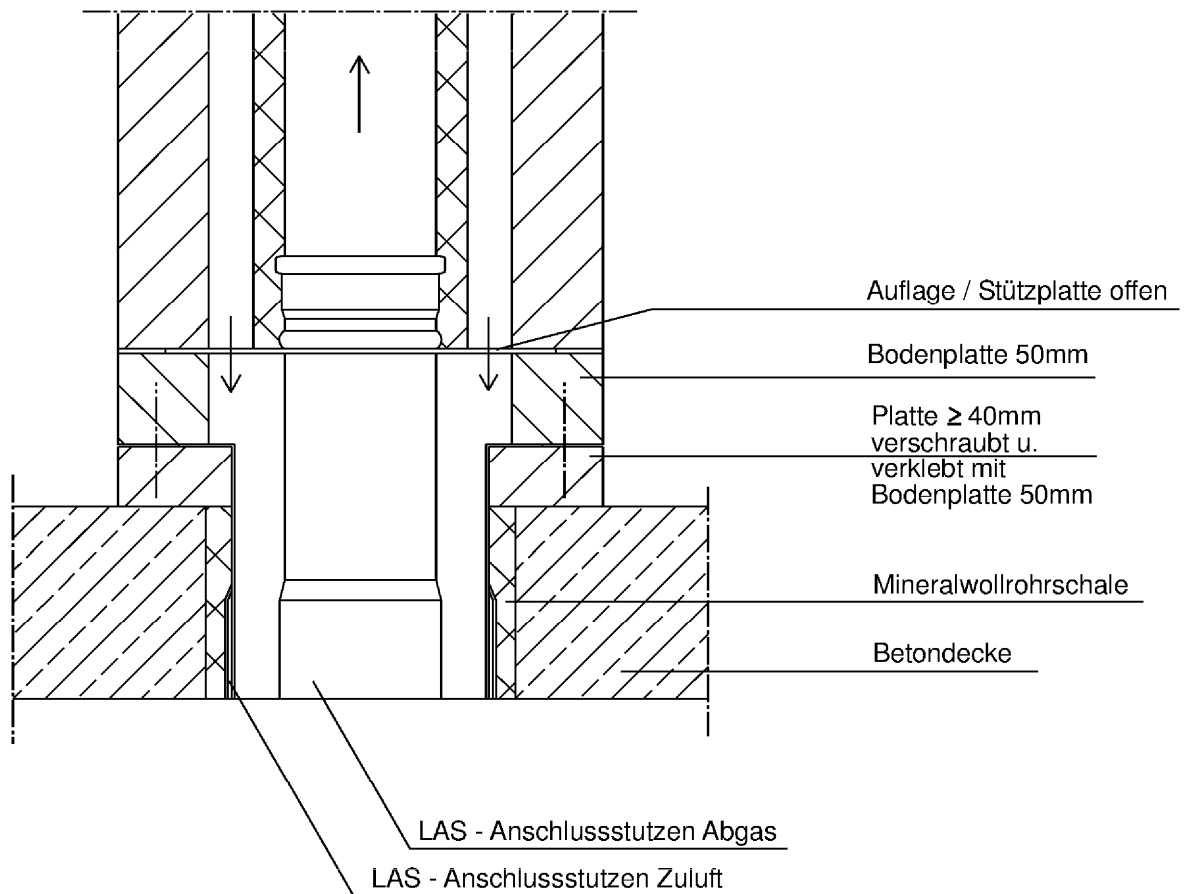 Auflage / Stützplatte offen
Bodenplatte 50mm
Platte ≥ 40mm
verschraubt u.
verklebt mit
Bodenplatte 50mm
Mineralwollrohrschale
Betondecke
LAS - Anschlussstutzen Abgas
LAS - Anschlussstutzen Zuluft